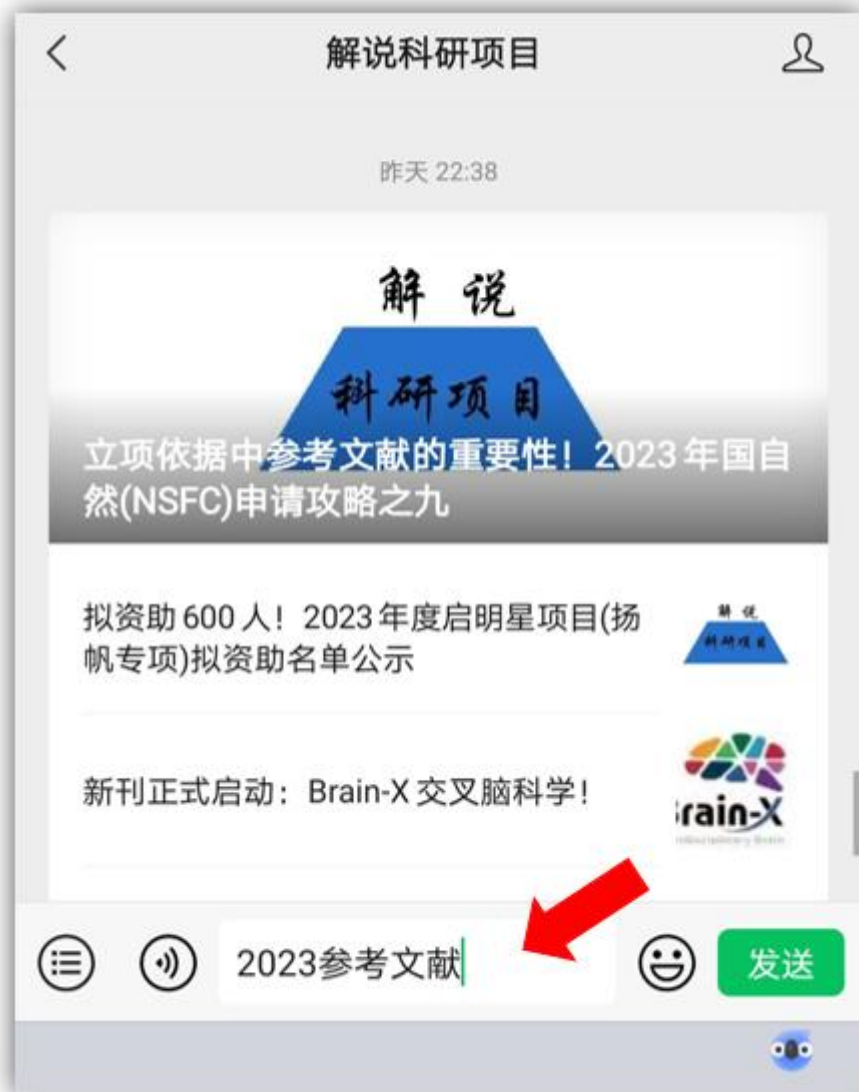 解说科研项目
昨天 22:38
解 说
科研项目
立项依据中参考文献的重要性！2023年国自
然(NSFC)申请攻略之九
拟资助600人！2023年度启明星项目(扬
帆专项)拟资助名单公示
解 说
科研项目
新刊正式启动：Brain-X交叉脑科学！
rain-X
2023参考文献
发送